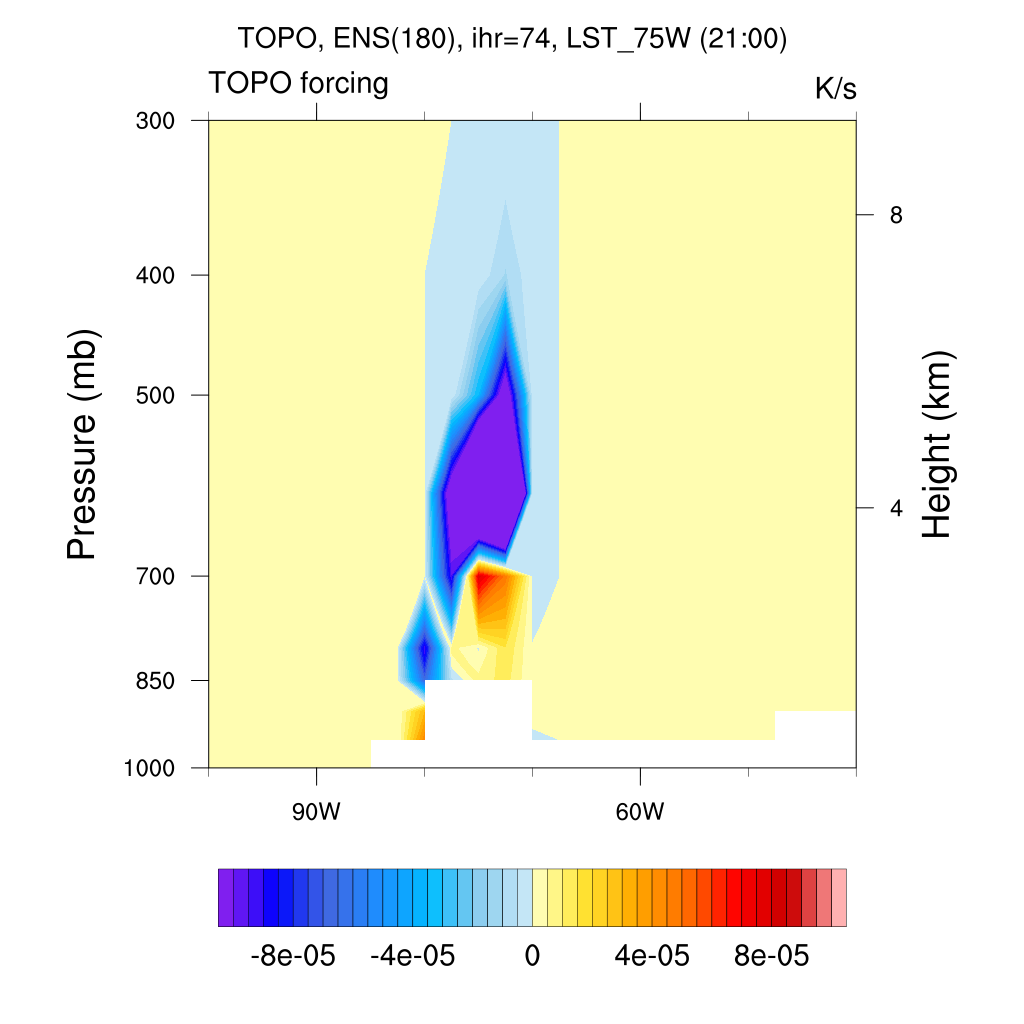 TOPO, ENS(180), ihr=74, LST_75W (21:00)
TOPO forcing
K/s
300
400
500
700
850
1000
Pressure (mb)
8
4
Height (km)
90W
60W
-8e-05
-4e-05
0
4e-05
8e-05